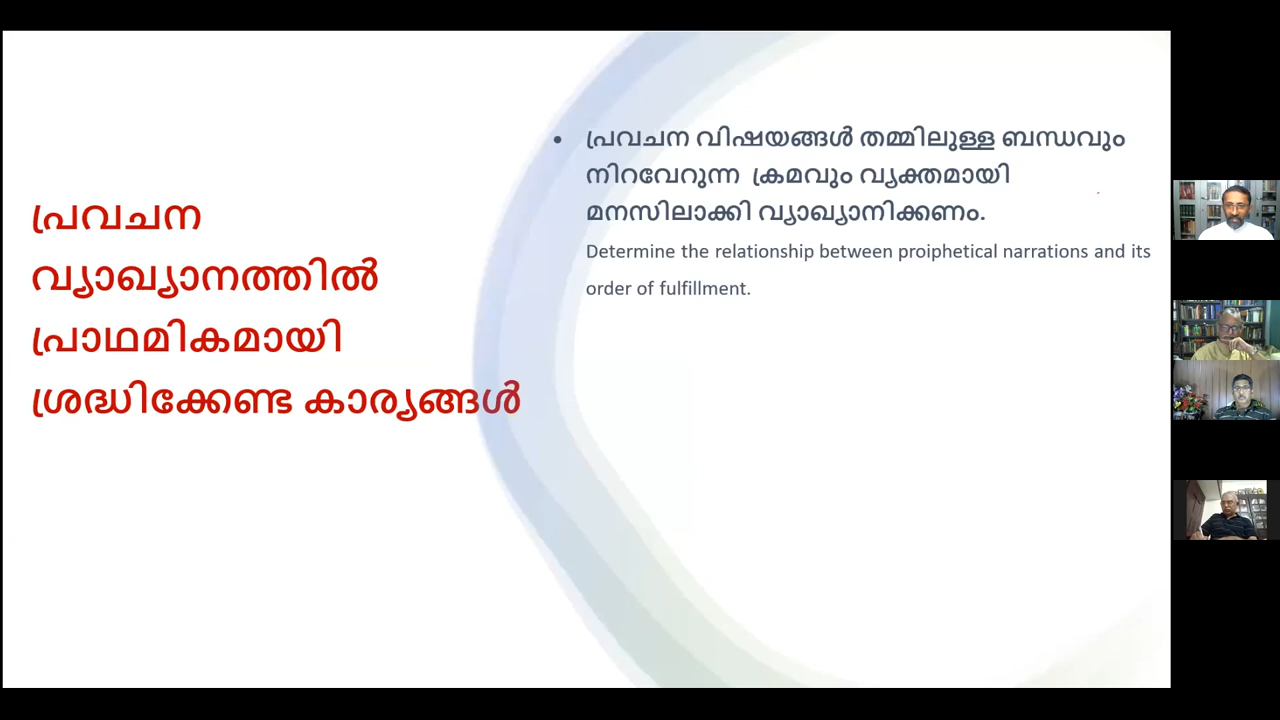 പ്രവചന
വ്യാഖ്യാനത്തിൽ
പ്രാഥമികമായി
ശ്രദ്ധിക്കേണ്ട കാര്യങ്ങൾ
• പ്രവചന വിഷയങ്ങൾ തമ്മിലുള്ള ബന്ധവും
നിറവേറുന്ന ക്രമവും വ്യക്തമായി
മനസിലാക്കി വ്യാഖ്യാനിക്കണം.
Determine the relationship between proiphetical narrations and its
order of fulfillment.